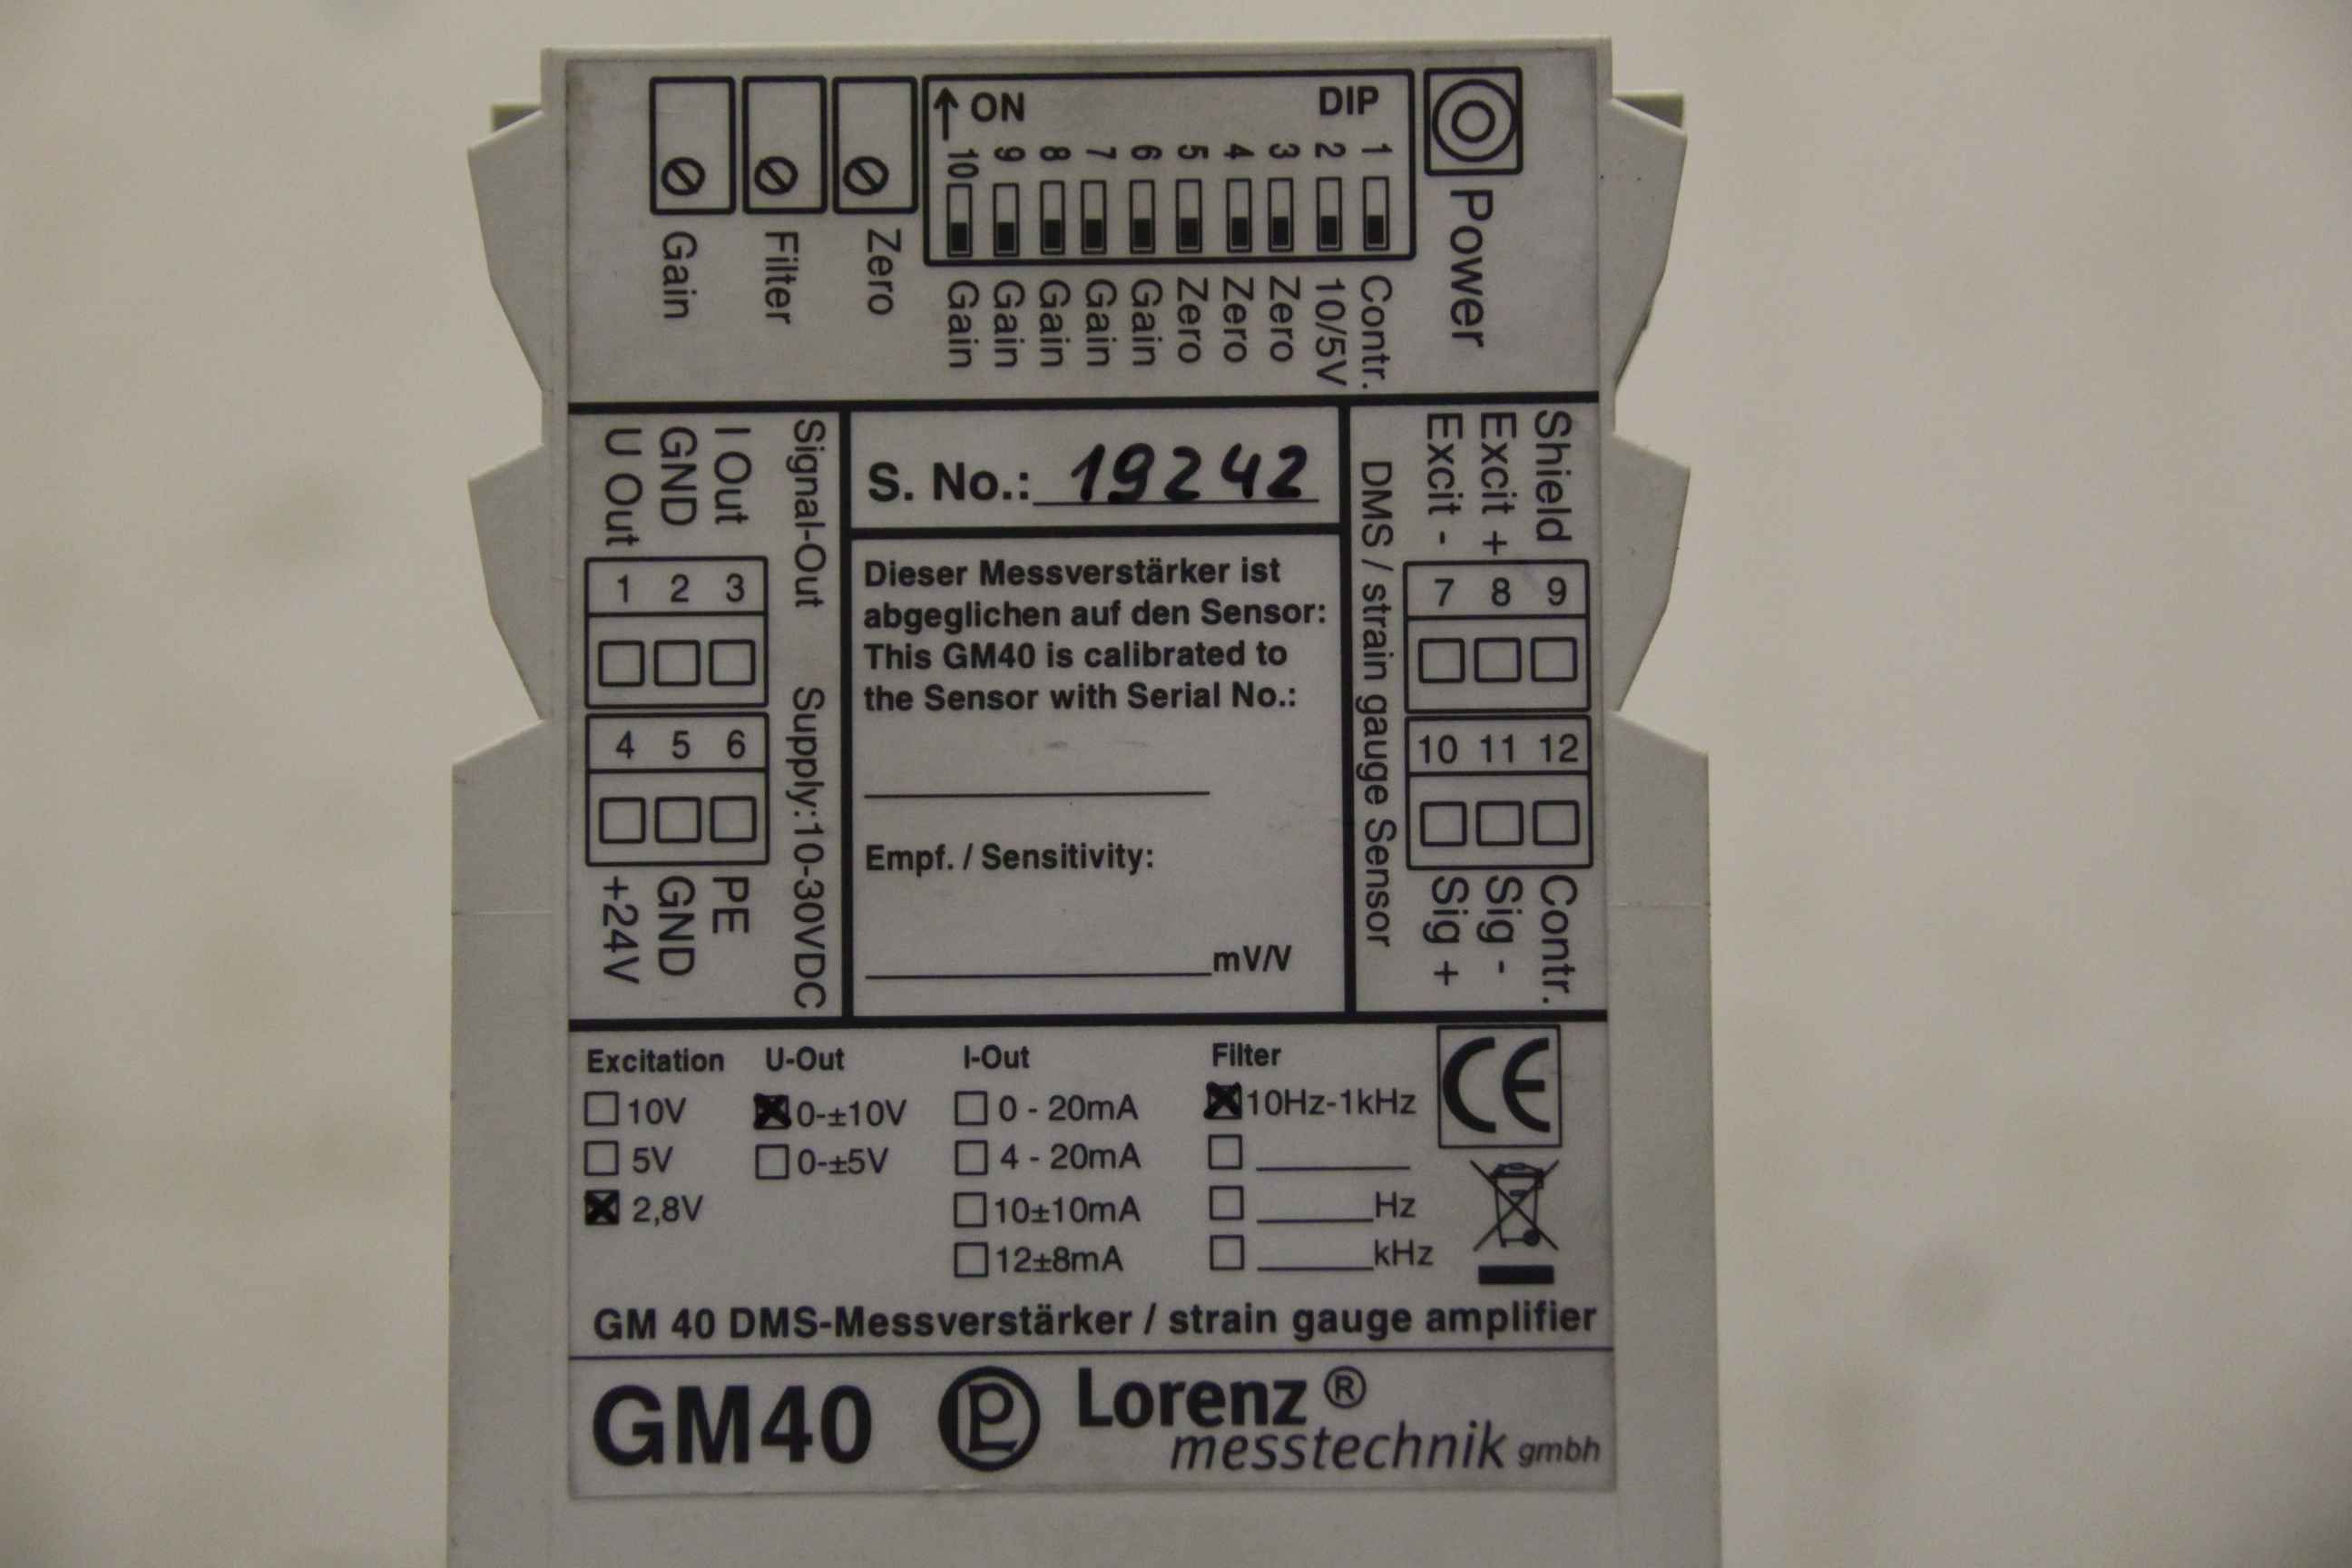 ON DIP
10 9 8 7 6 5 4 3 2 1
Gain
Filter
Zero
Gain
Gain
Gain
Gain
Gain
Zero
Zero
Zero
10/5V
Contr.
Power
U Out
GND
I Out
1 2 3
4 5 6
+24V
GND
PE
Signal-Out Supply:10-30VDC
S. No.: 19242
Dieser Messverstärker ist
abgeglichen auf den Sensor:
This GM40 is calibrated to
the Sensor with Serial No.:
Empf. / Sensitivity:
mV/V
DMS / strain gauge Sensor
Excit -
Excit +
Shield
7 8 9
10 11 12
Sig +
Sig -
Contr.
Excitation U-Out I-Out Filter
10V 0-±10V 0 - 20mA 10Hz-1kHz
5V 0-±5V 4 - 20mA
2,8V 10±10mA Hz
12±8mA kHz
CE
GM 40 DMS-Messverstärker / strain gauge amplifier
GM40 Lorenz ®
messtechnik gmbh